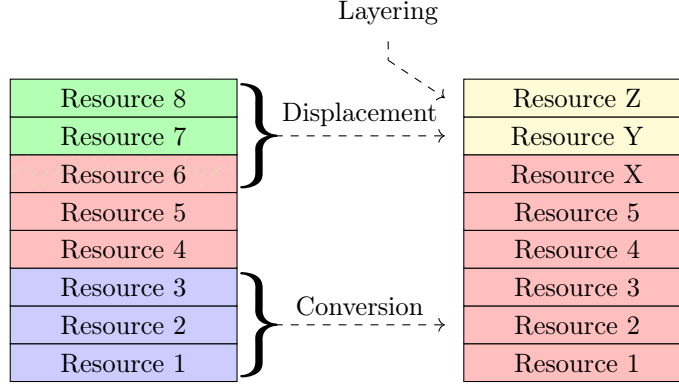 Layering
Resource 8
Resource 7
Resource 6
Resource 5
Resource 4
Resource 3
Resource 2
Resource 1
Displacement
Conversion
Resource Z
Resource Y
Resource X
Resource 5
Resource 4
Resource 3
Resource 2
Resource 1